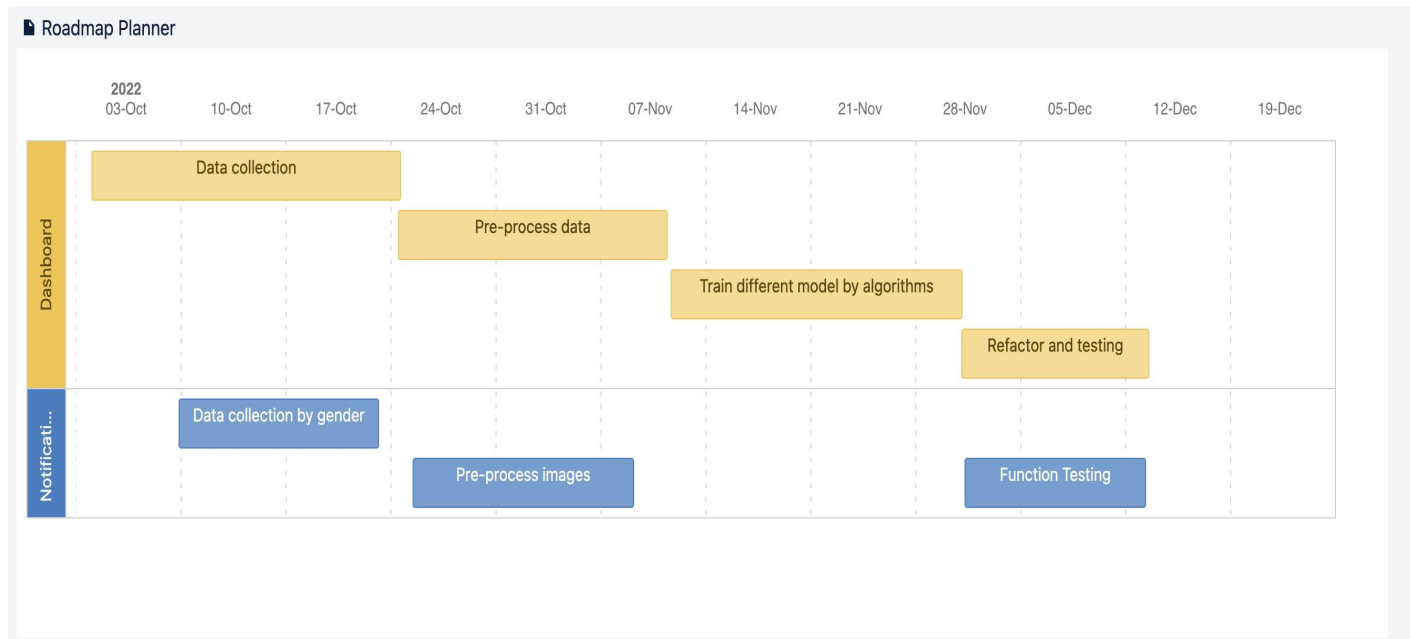 Roadmap Planner
2022
03-Oct 10-Oct 17-Oct 24-Oct 31-Oct 07-Nov 14-Nov 21-Nov 28-Nov 05-Dec 12-Dec 19-Dec
Dashboard
Data collection
Pre-process data
Train different model by algorithms
Refactor and testing
Notificati...
Data collection by gender
Pre-process images
Function Testing